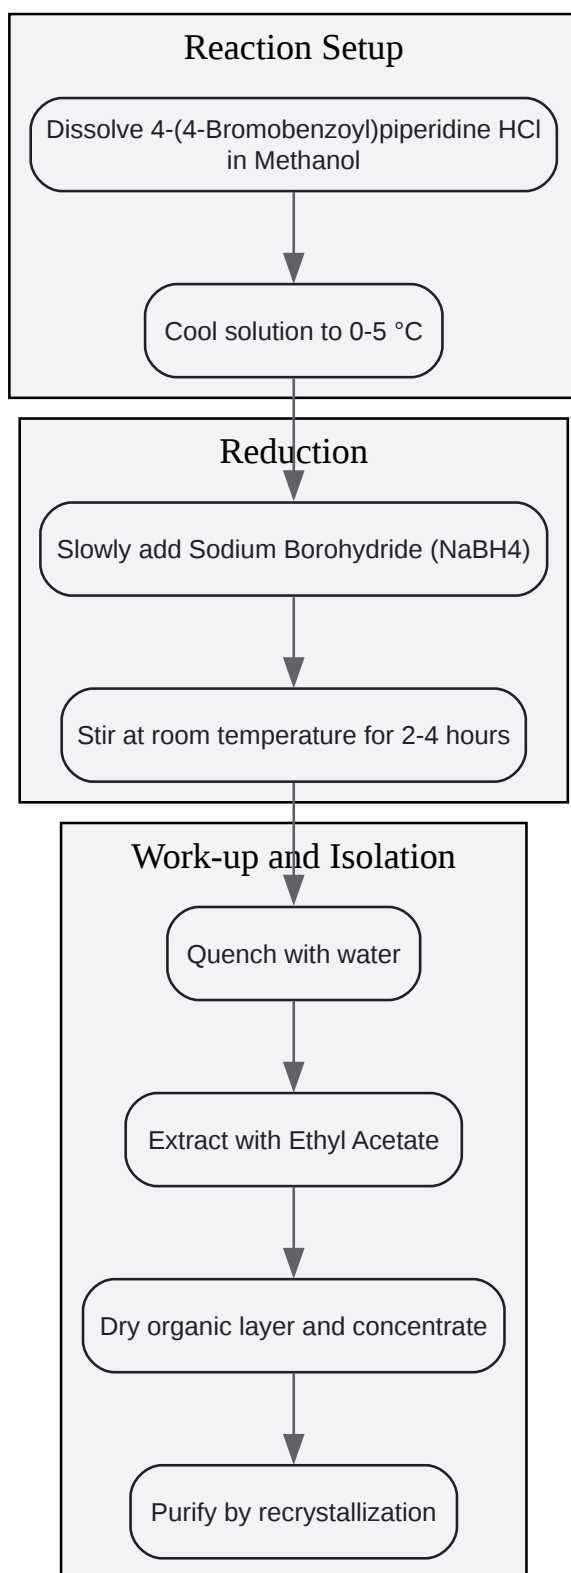 Reaction Setup
Dissolve 4-(4-Bromobenzoyl)piperidine HCl
in Methanol
Cool solution to 0-5 °C
Reduction
Slowly add Sodium Borohydride (NaBH4)
Stir at room temperature for 2-4 hours
Work-up and Isolation
Quench with water
Extract with Ethyl Acetate
Dry organic layer and concentrate
Purify by recrystallization